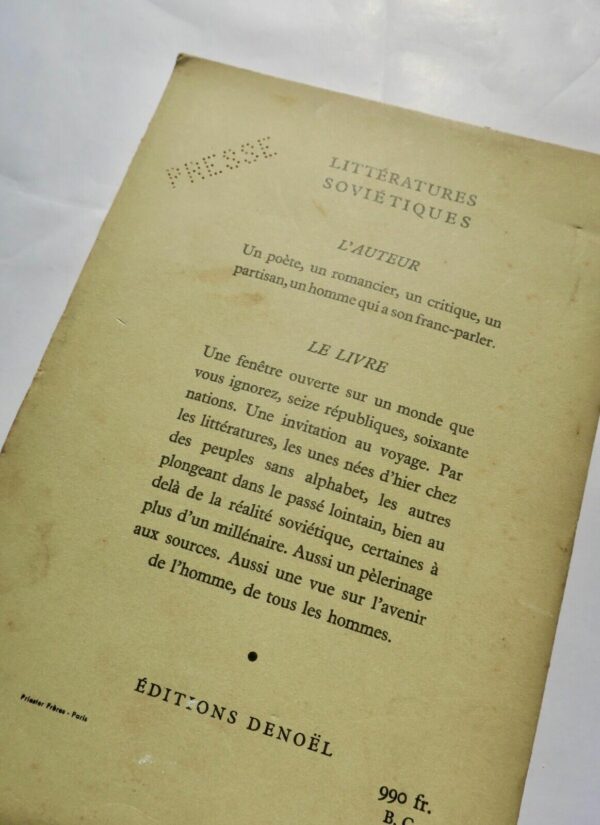 PRESSE
LITTÉRATURES
SOVIÉTIQUES
L'AUTEUR
Un poète, un romancier, un critique, un
partisan, un homme qui a son franc-parler.
LE LIVRE
Une fenêtre ouverte sur un monde que
vous ignorez, seize républiques, soixante
nations. Une invitation au voyage. Par
les littératures, les unes nées d'hier chez
des peuples sans alphabet, les autres
plongeant dans le passé lointain, bien au
delà de la réalité soviétique, certaines à
plus d'un millénaire. Aussi un pèlerinage
aux sources. Aussi une vue sur l'avenir
de l'homme, de tous les hommes.
ÉDITIONS DENOËL
Priester Frères - Paris
990 fr.
B. C.